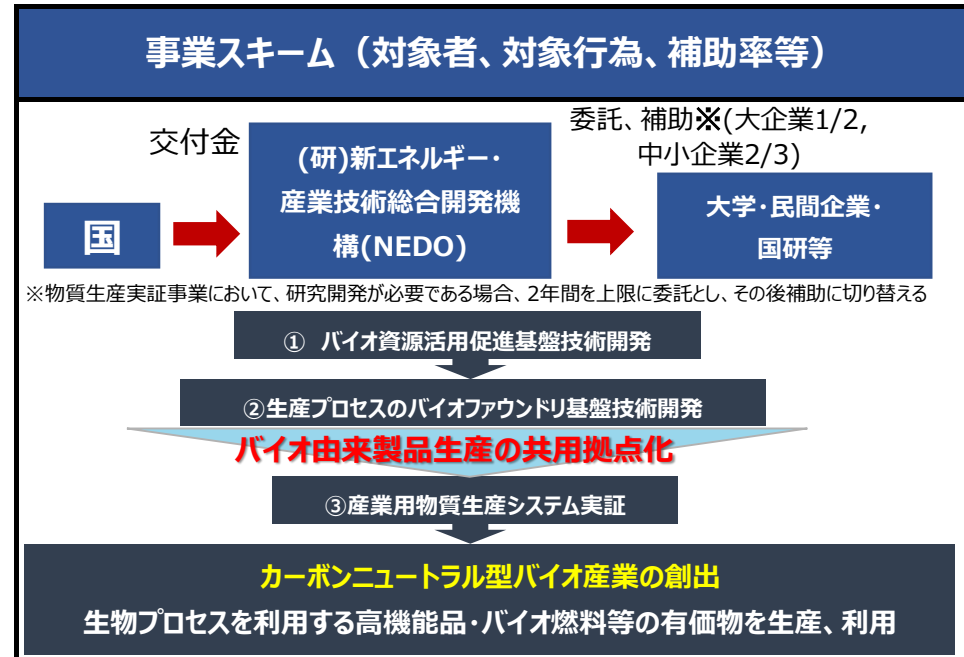 事業スキーム（対象者、対象行為、補助率等）
交付金
委託、補助※(大企業1/2,
中小企業2/3)
国
(研)新エネルギー・
産業技術総合開発機
構(NEDO)
大学・民間企業・
国研等
※物質生産実証事業において、研究開発が必要である場合、2年間を上限に委託とし、その後補助に切り替える
① バイオ資源活用促進基盤技術開発
②生産プロセスのバイオファウンドリ基盤技術開発
バイオ由来製品生産の共用拠点化
③産業用物質生産システム実証
カーボンニュートラル型バイオ産業の創出
生物プロセスを利用する高機能品・バイオ燃料等の有価物を生産、利用